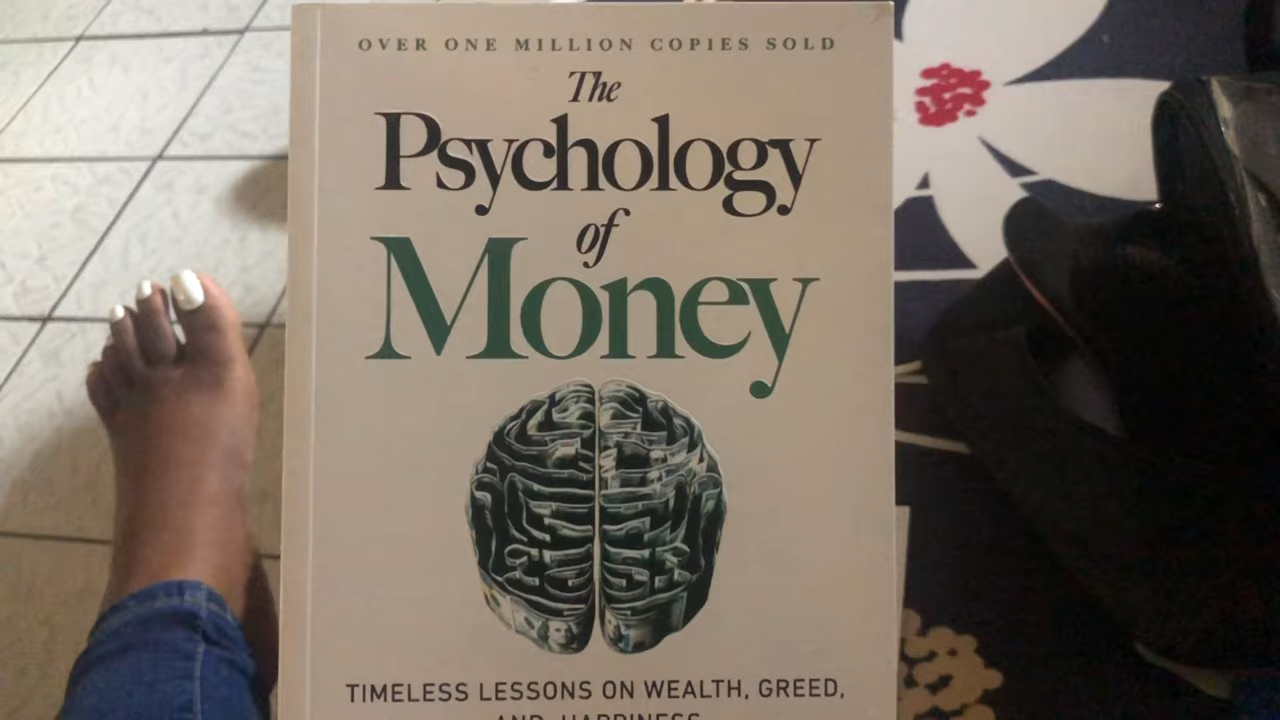 OVER ONE MILLION COPIES SOLD
The
Psychology
of
Money
TIMELESS LESSONS ON WEALTH, GREED,
AND HAPPINESS